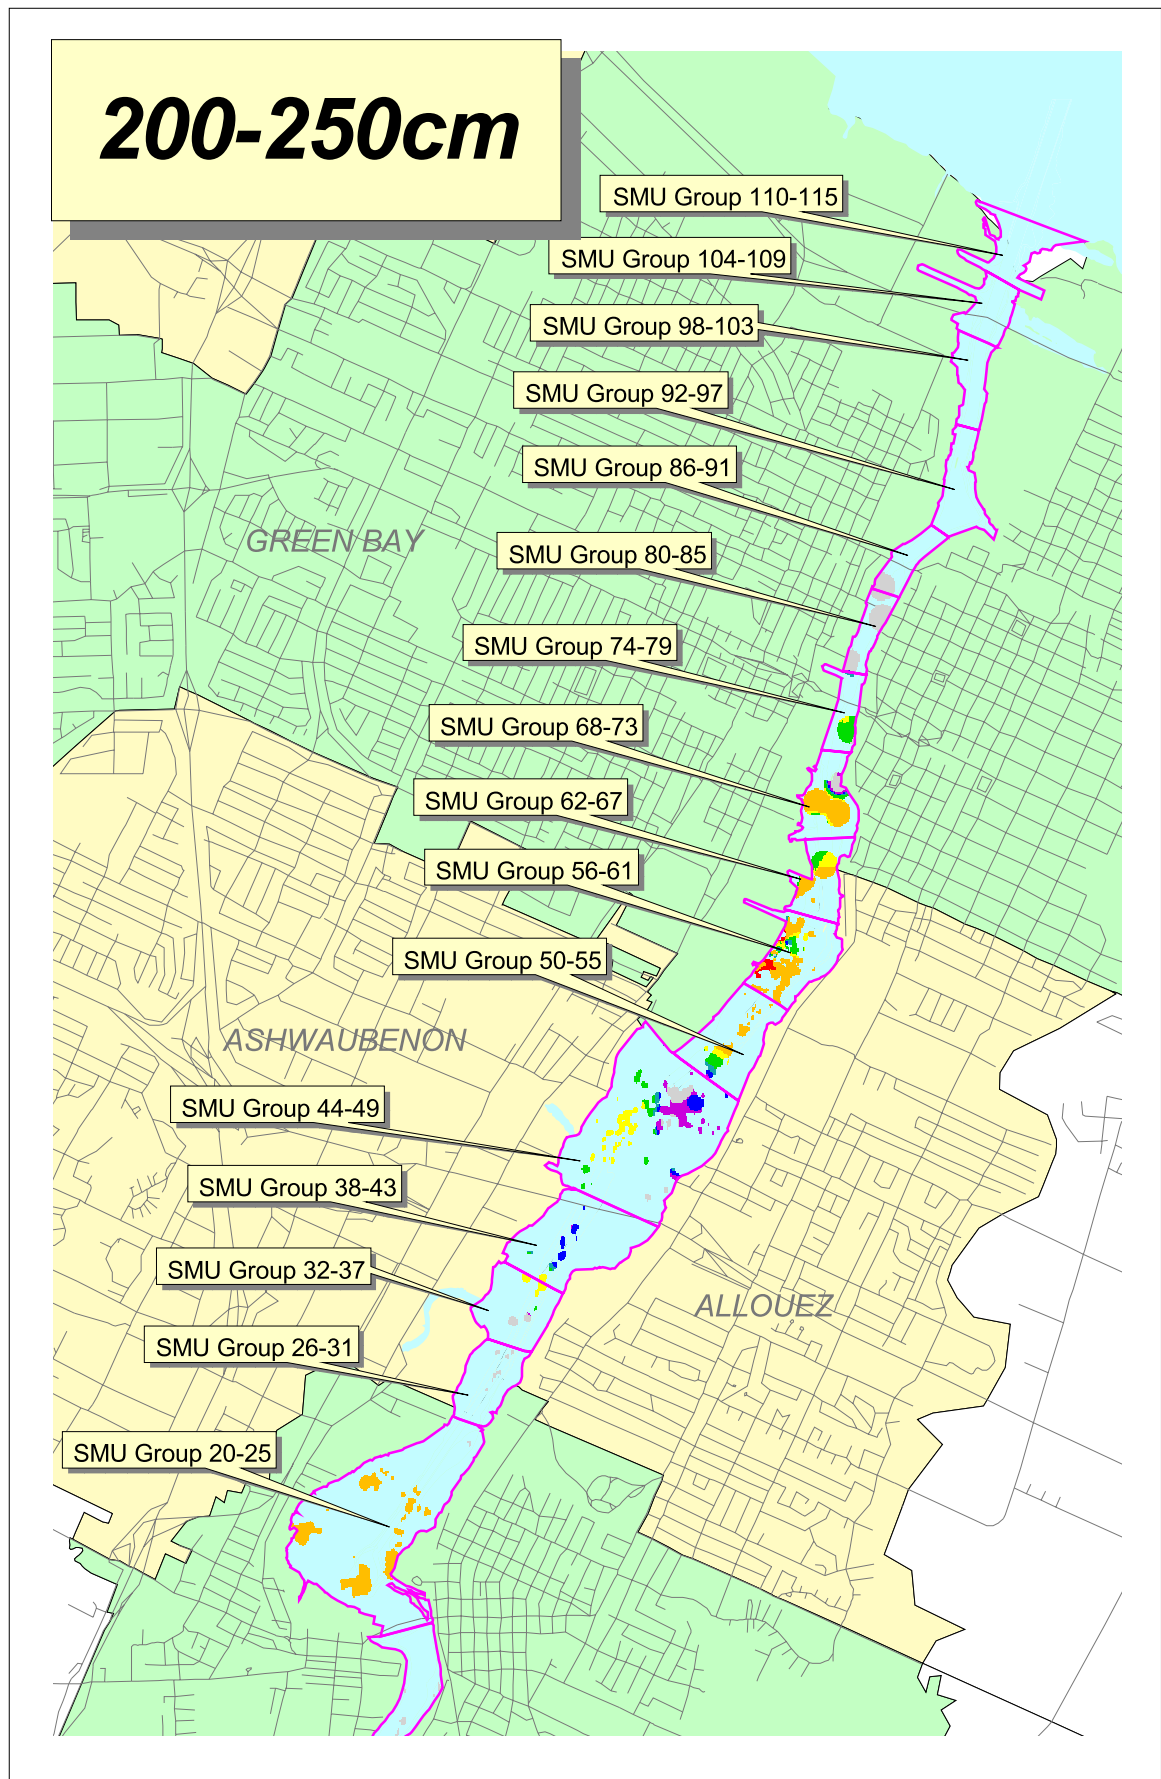 200-250cm
SMU Group 110-115
SMU Group 104-109
SMU Group 98-103
SMU Group 92-97
SMU Group 86-91
GREEN BAY
SMU Group 80-85
SMU Group 74-79
SMU Group 68-73
SMU Group 62-67
SMU Group 56-61
SMU Group 50-55
ASHWAUBENON
SMU Group 44-49
SMU Group 38-43
SMU Group 32-37
ALLOUEZ
SMU Group 26-31
SMU Group 20-25